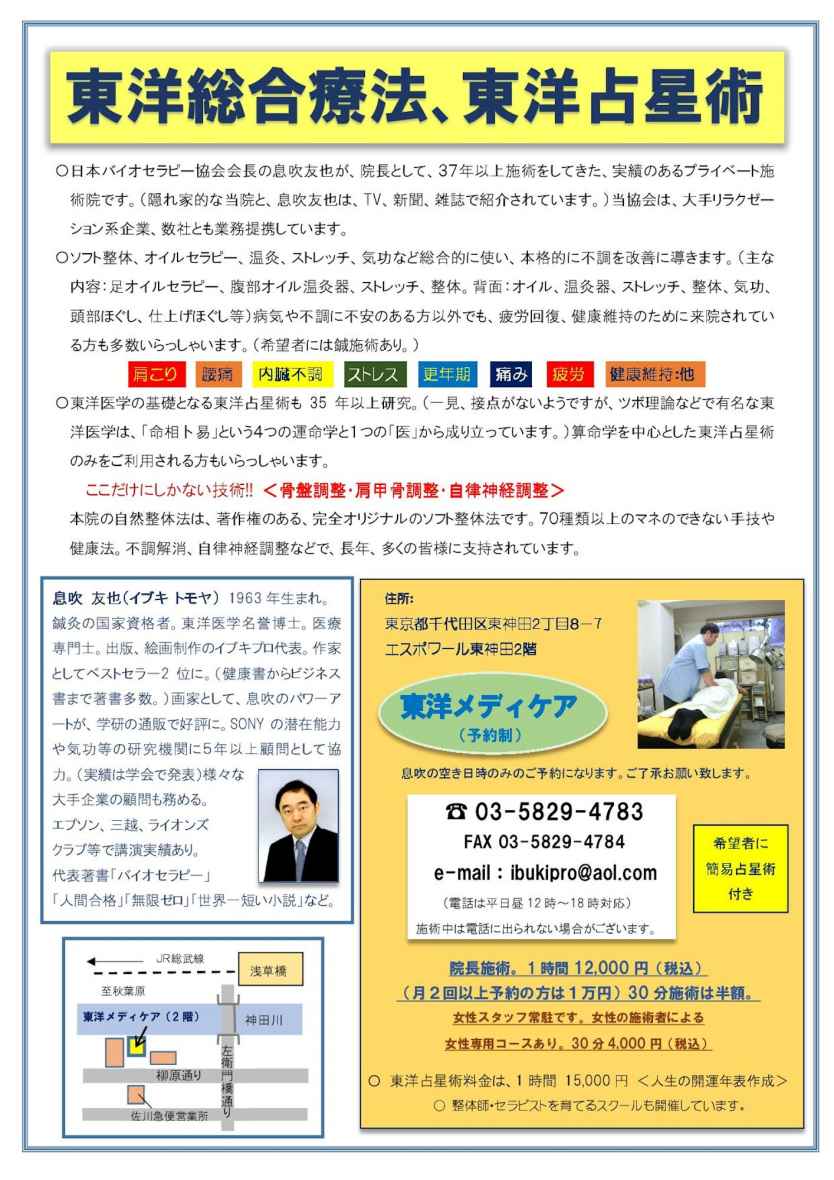 東洋総合療法、東洋占星術
〇日本バイオセラピー協会会長の息吹友也が、院長として、37年以上施術をしてきた、実績のあるプライベート施
術院です。（隠れ家的な当院と、息吹友也は、TV、新聞、雑誌で紹介されています。）当協会は、大手リラクゼー
ション系企業、数社とも業務提携しています。
〇ソフト整体、オイルセラピー、温灸、ストレッチ、気功など総合的に使い、本格的に不調を改善に導きます。（主な
内容：足オイルセラピー、腹部オイル温灸器、ストレッチ、整体。背面：オイル、温灸器、ストレッチ、整体、気功、
頭部ほぐし、仕上げほぐし等）病気や不調に不安のある方以外でも、疲労回復、健康維持のために来院されてい
る方も多数いらっしゃいます。（希望者には鍼施術あり。）
肩こり 腰痛 内臓不調 ストレス 更年期 痛み 疲労 健康維持：他
〇東洋医学の基礎となる東洋占星術も 35 年以上研究。（一見、接点がないようですが、ツボ理論などで有名な東
洋医学は、「命相卜易」という4つの運命学と1つの「医」から成り立っています。）算命学を中心とした東洋占星術
のみをご利用される方もいらっしゃいます。
ここだけにしかない技術!! ＜骨盤調整・肩甲骨調整・自律神経調整＞
本院の自然整体法は、著作権のある、完全オリジナルのソフト整体法です。70種類以上のマネのできない手技や
健康法。不調解消、自律神経調整などで、長年、多くの皆様に支持されています。
息吹 友也（イブキ トモヤ） 1963 年生まれ。
鍼灸の国家資格者。東洋医学名誉博士。医療
専門士。出版、絵画制作のイブキプロ代表。作家
としてベストセラー2 位に。（健康書からビジネス
書まで著書多数。）画家として、息吹のパワーア
ートが、学研の通販で好評に。SONY の潜在能力
や気功等の研究機関に5年以上顧問として協
力。（実績は学会で発表）様々な
大手企業の顧問も務める。
エプソン、三越、ライオンズ
クラブ等で講演実績あり。
代表著書「バイオセラピー」
「人間合格」「無限ゼロ」「世界一短い小説」など。
住所：
東京都千代田区東神田2丁目8－7
エスポワール東神田2階
東洋メディケア
（予約制）
息吹の空き日時のみのご予約になります。ご了承お願い致します。
☎ 03-5829-4783
FAX 03-5829-4784
e-mail：ibukipro@aol.com
（電話は平日昼 12 時～18 時対応）
施術中は電話に出られない場合がございます。
希望者に
簡易占星術
付き
院長施術。1 時間 12,000 円（税込）
（月２回以上予約の方は１万円）30 分施術は半額。
女性スタッフ常駐です。女性の施術者による
女性専用コースあり。30 分 4,000 円（税込）
〇 東洋占星術料金は、1 時間 15,000 円 ＜人生の開運年表作成＞
〇 整体師・セラピストを育てるスクールも開催しています。
JR総武線
浅草橋
至秋葉原
東洋メディケア（２階）
神田川
柳原通り
左衛門橋通り
佐川急便営業所